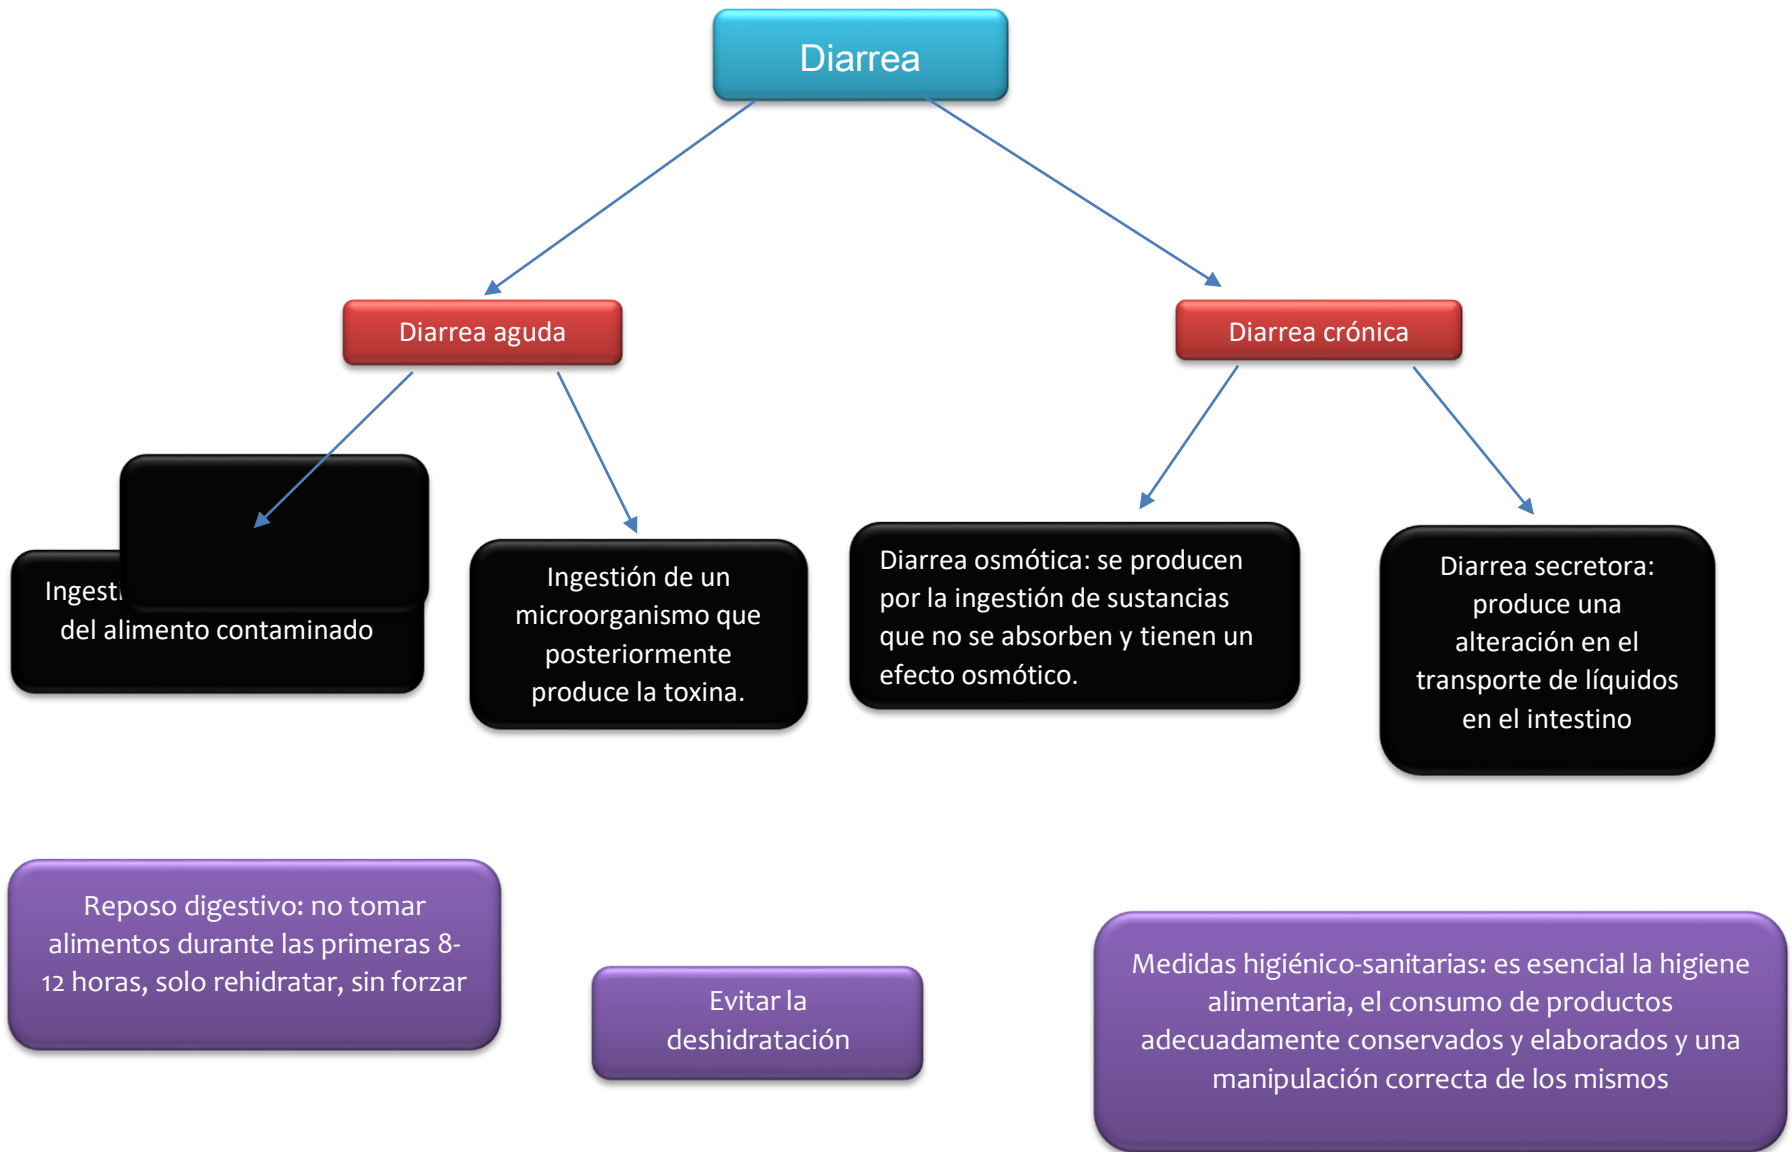 Diarrea
Diarrea aguda
Diarrea crónica
del alimento contaminado
Ingestión de un
microorganismo que
posteriormente
produce la toxina.
Diarrea osmótica: se producen
por la ingestión de sustancias
que no se absorben y tienen un
efecto osmótico.
Diarrea secretora:
produce una
alteración en el
transporte de líquidos
en el intestino
Reposo digestivo: no tomar
alimentos durante las primeras 8-
12 horas, solo rehidratar, sin forzar
Evitar la
deshidratación
Medidas higiénico-sanitarias: es esencial la higiene
alimentaria, el consumo de productos
adecuadamente conservados y elaborados y una
manipulación correcta de los mismos